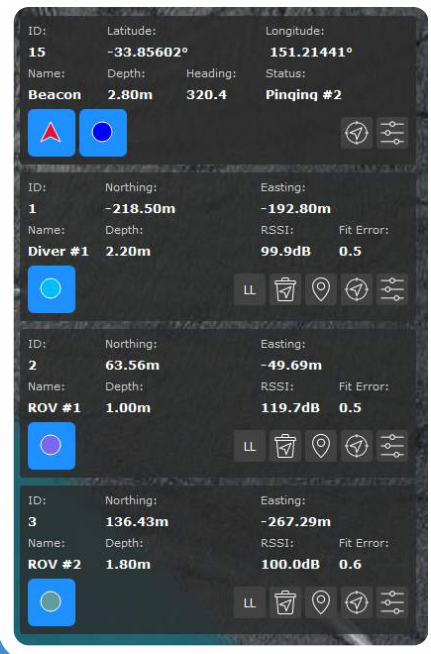 ID: Latitude: Longitude:
15 -33.85602° 151.21441°
Name: Depth: Heading: Status:
Beacon 2.80m 320.4 Pinging #2
ID: Northing: Easting:
1 -218.50m -192.80m
Name: Depth: RSSI: Fit Error:
Diver #1 2.20m 99.9dB 0.5
LL
ID: Northing: Easting:
2 63.56m -49.69m
Name: Depth: RSSI: Fit Error:
ROV #1 1.00m 119.7dB 0.5
LL
ID: Northing: Easting:
3 136.43m -267.29m
Name: Depth: RSSI: Fit Error:
ROV #2 1.80m 100.0dB 0.6
LL